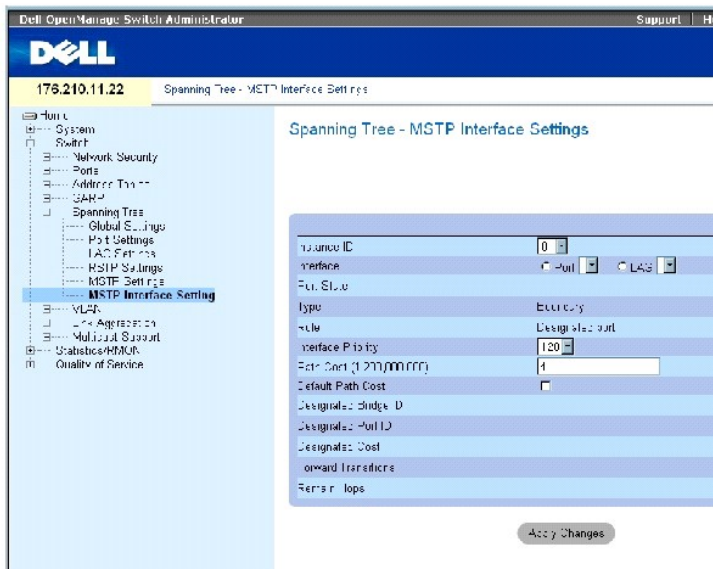 Dell OpenManage Switch Administrator
Support | H
DELL
176.210.11.22
Spanning Tree - MSTP Interface Settings
Home
System
Switch
Network Security
Ports
Address Tables
GARP
Spanning Tree
Global Settings
Port Settings
LAG Settings
RSTP Settings
MSTP Settings
MSTP Interface Setting
VLAN
Link Aggregation
Multicast Support
Statistics/RMON
Quality of Service
Spanning Tree - MSTP Interface Settings
Instance ID
0
Interface
Port
LAG
Port State
Type
Boundary
Role
Designated port
Interface Priority
120
Path Cost (1-200,000,000)
4
Default Path Cost
Designated Bridge ID
Designated Port ID
Designated Cost
Forward Transitions
Remain Hops
Apply Changes